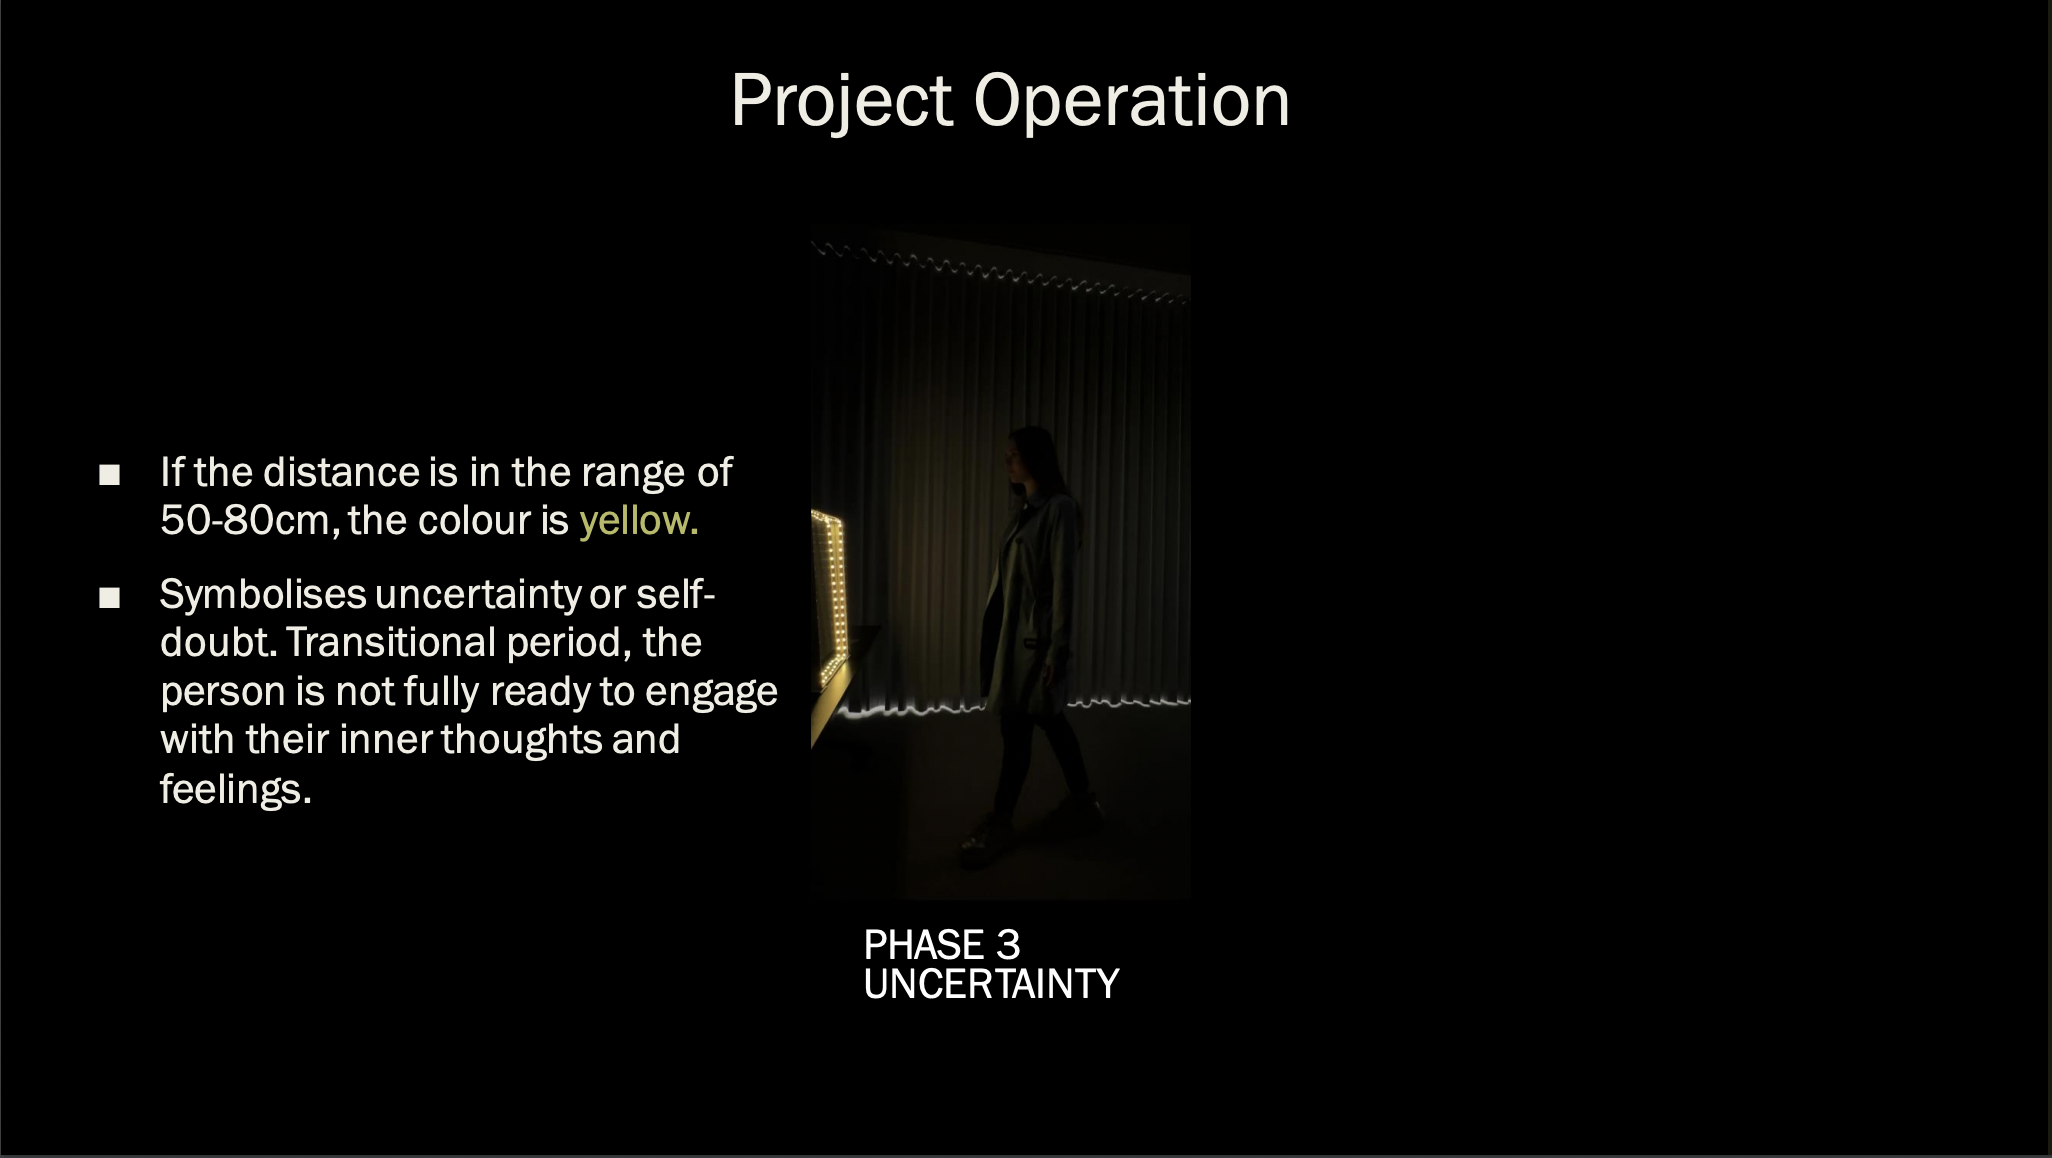 Project Operation
■ If the distance is in the range of
50-80cm, the colour is yellow.
■ Symbolises uncertainty or self-
doubt. Transitional period, the
person is not fully ready to engage
with their inner thoughts and
feelings.
PHASE 3
UNCERTAINTY